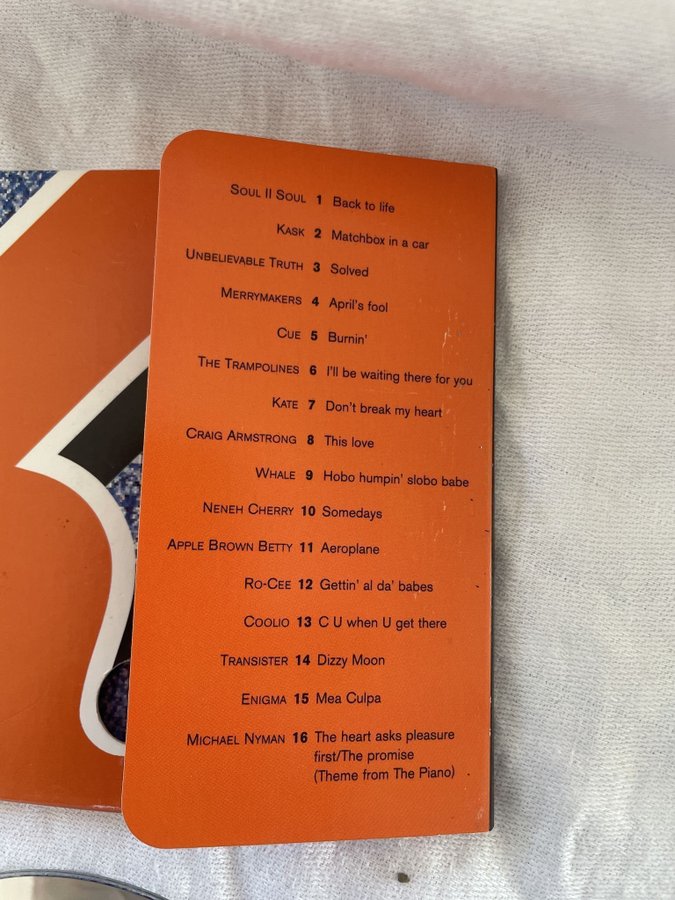 SOUL II SOUL 1 Back to life
KASK 2 Matchbox in a car
UNBELIEVABLE TRUTH 3 Solved
MERRYMAKERS 4 April's fool
CUE 5 Burnin'
THE TRAMPOLINES 6 I'll be waiting there for you
KATE 7 Don't break my heart
CRAIG ARMSTRONG 8 This love
WHALE 9 Hobo humpin' slobo babe
NENEH CHERRY 10 Somedays
APPLE BROWN BETTY 11 Aeroplane
RO-CEE 12 Gettin' al da' babes
COOLIO 13 C U when U get there
TRANSISTER 14 Dizzy Moon
ENIGMA 15 Mea Culpa
MICHAEL NYMAN 16 The heart asks pleasure
first/The promise
(Theme from The Piano)